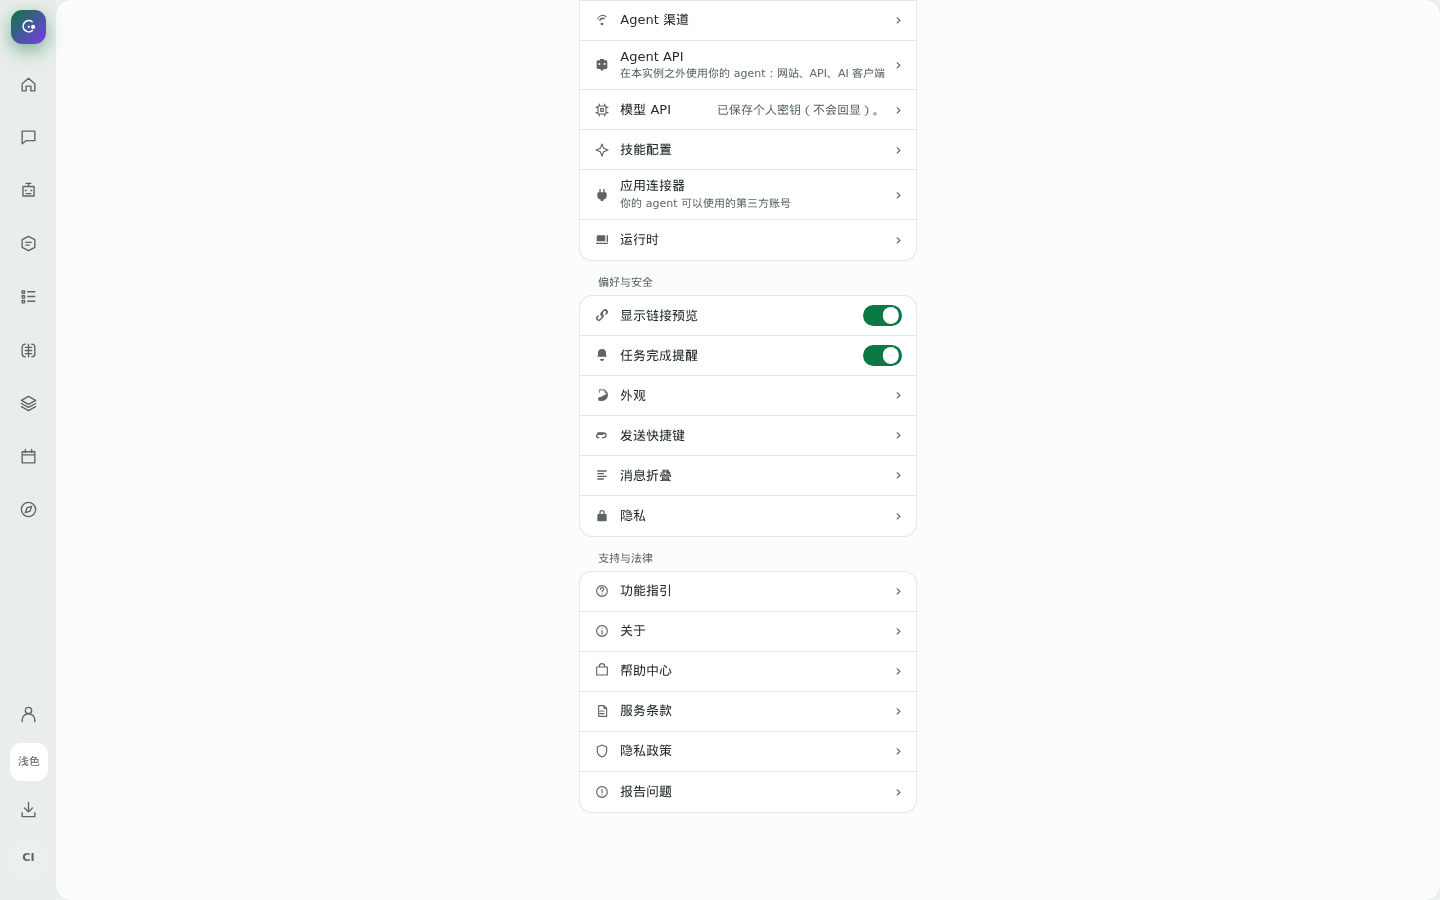 Agent 渠道
Agent API
在本实例之外使用你的 agent：网站、API、AI 客户端
模型 API
已保存个人密钥（不会回显）。
技能配置
应用连接器
你的 agent 可以使用的第三方账号
运行时
偏好与安全
显示链接预览
任务完成提醒
外观
发送快捷键
消息折叠
隐私
支持与法律
功能指引
关于
帮助中心
服务条款
隐私政策
报告问题
浅色
CI